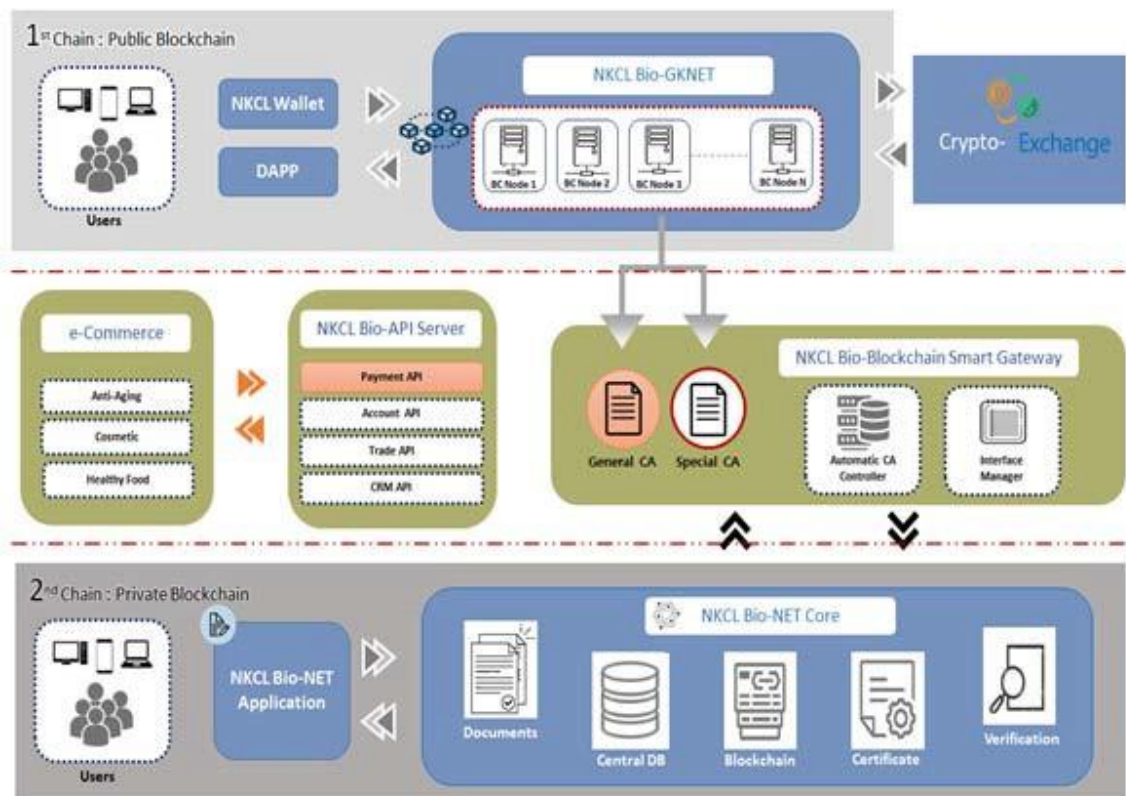 1st Chain : Public Blockchain
NKCL Bio-GKNET
NKCL Wallet
DAPP
Users
BC Node 1
BC Node 2
BC Node 3
BC Node N
Crypto- Exchange
e-Commerce
Anti-Aging
Cosmetic
Healthy Food
NKCL Bio-API Server
Payment API
Account API
Trade API
CRM API
NKCL Bio-Blockchain Smart Gateway
General CA
Special CA
Automatic CA
Controller
Interface
Manager
2nd Chain : Private Blockchain
Users
NKCL Bio-NET
Application
NKCL Bio-NET Core
Documents
Central DB
Blockchain
Certificate
Verification